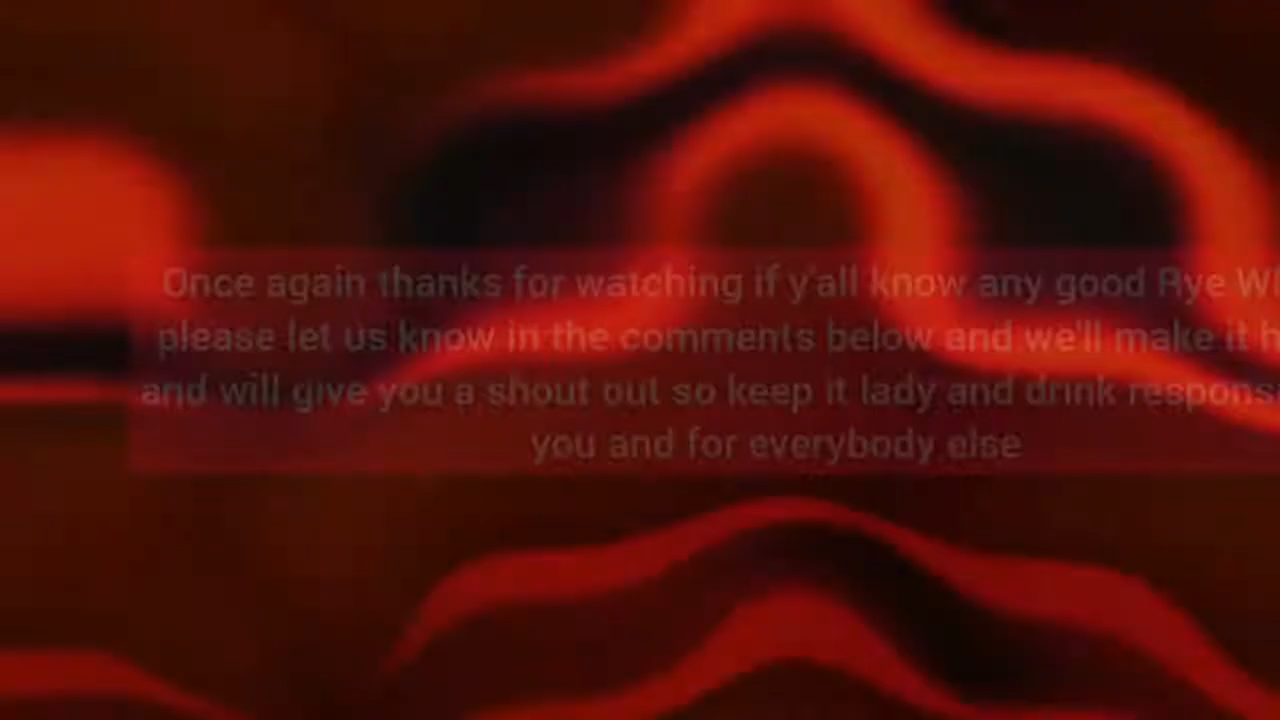 Once again thanks for watching if y'all know any good Rye W
please let us know in the comments below and we'll make it
and will give you a shout out so keep it lady and drink respons
you and for everybody else